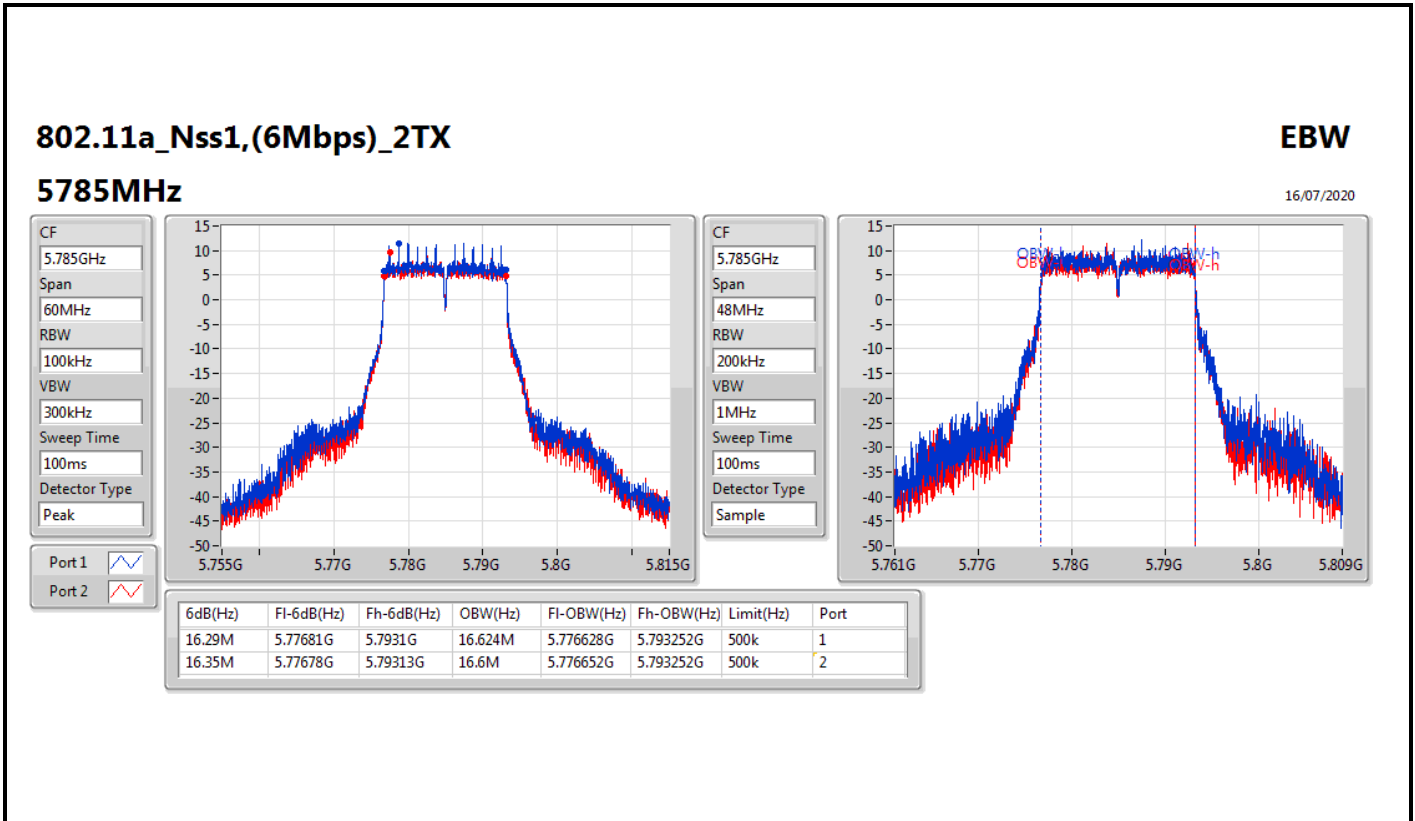 802.11a_Nss1,(6Mbps)_2TX
EBW
5785MHz
16/07/2020
CF
5.785GHz
Span
60MHz
RBW
100kHz
VBW
300kHz
Sweep Time
100ms
Detector Type
Peak
Port 1
Port 2
15
10
5
0
-5
-10
-15
-20
-25
-30
-35
-40
-45
-50
5.755G 5.77G 5.78G 5.79G 5.8G 5.815G
CF
5.785GHz
Span
48MHz
RBW
200kHz
VBW
1MHz
Sweep Time
100ms
Detector Type
Sample
15
10
5
0
-5
-10
-15
-20
-25
-30
-35
-40
-45
-50
OBW-h
5.761G 5.77G 5.78G 5.79G 5.8G 5.809G
6dB(Hz) Fl-6dB(Hz) Fh-6dB(Hz) OBW(Hz) Fl-OBW(Hz) Fh-OBW(Hz) Limit(Hz) Port
16.29M 5.77681G 5.7931G 16.624M 5.776628G 5.793252G 500k 1
16.35M 5.77678G 5.79313G 16.6M 5.776652G 5.793252G 500k 2